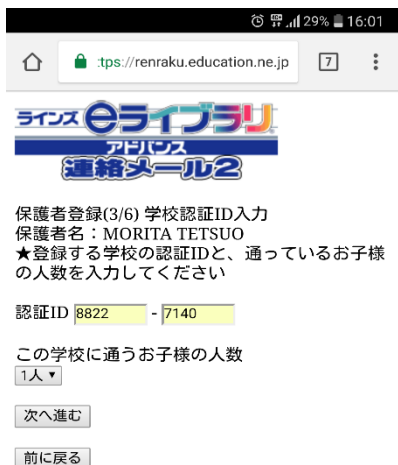 29% 16:01
:tps://renraku.education.ne.jp 7
ラインズ eライブラリ
アドバンス
連絡メール2
保護者登録(3/6) 学校認証ID入力
保護者名：MORITA TETSUO
★登録する学校の認証IDと、通っているお子様
の人数を入力してください
認証ID 8822 - 7140
この学校に通うお子様の人数
1人▼
次へ進む
前に戻る